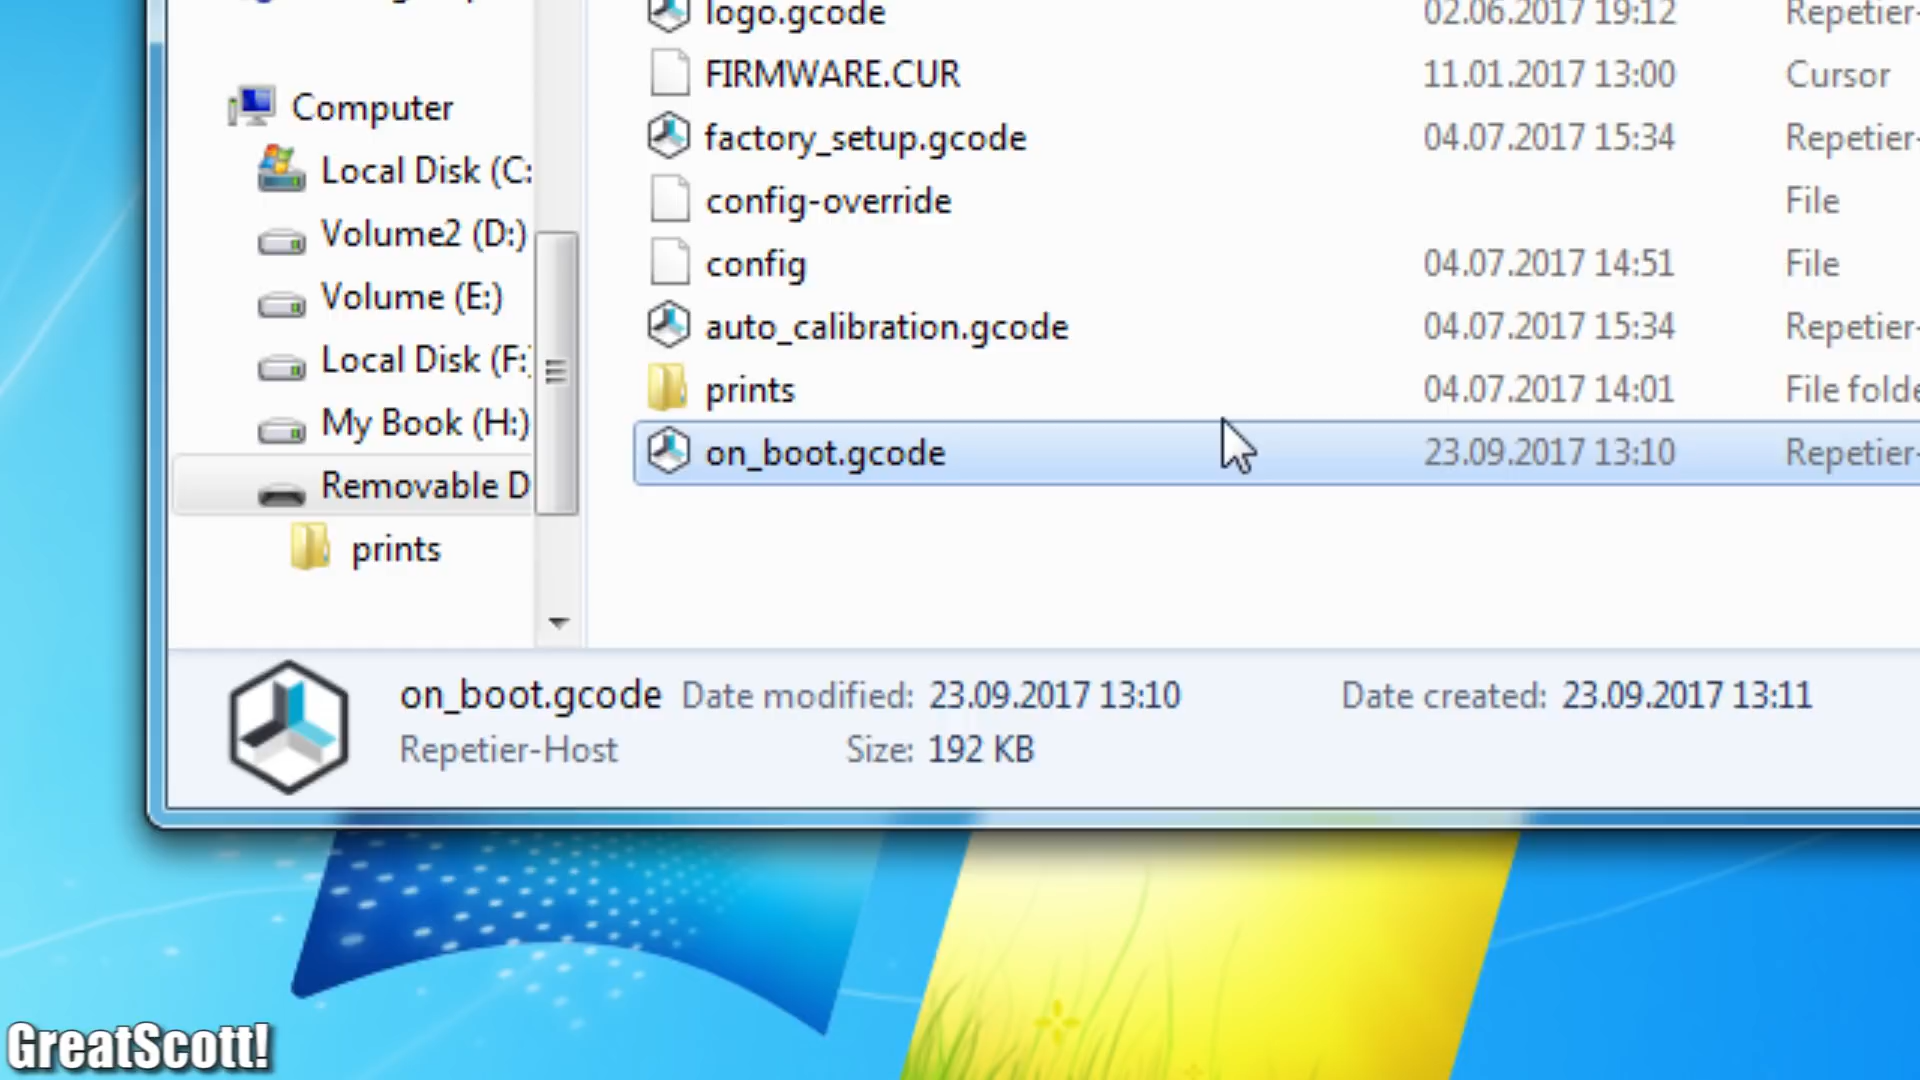 logo.gcode 02.06.2017 19:12 Repetier-
FIRMWARE.CUR 11.01.2017 13:00 Cursor
factory_setup.gcode 04.07.2017 15:34 Repetier-
config-override File
config 04.07.2017 14:51 File
auto_calibration.gcode 04.07.2017 15:34 Repetier-
prints 04.07.2017 14:01 File folde
on_boot.gcode 23.09.2017 13:10 Repetier-
Computer
Local Disk (C:
Volume2 (D:)
Volume (E:)
Local Disk (F:
My Book (H:)
Removable D
prints
on_boot.gcode Date modified: 23.09.2017 13:10 Date created: 23.09.2017 13:11
Repetier-Host Size: 192 KB
GreatScott!